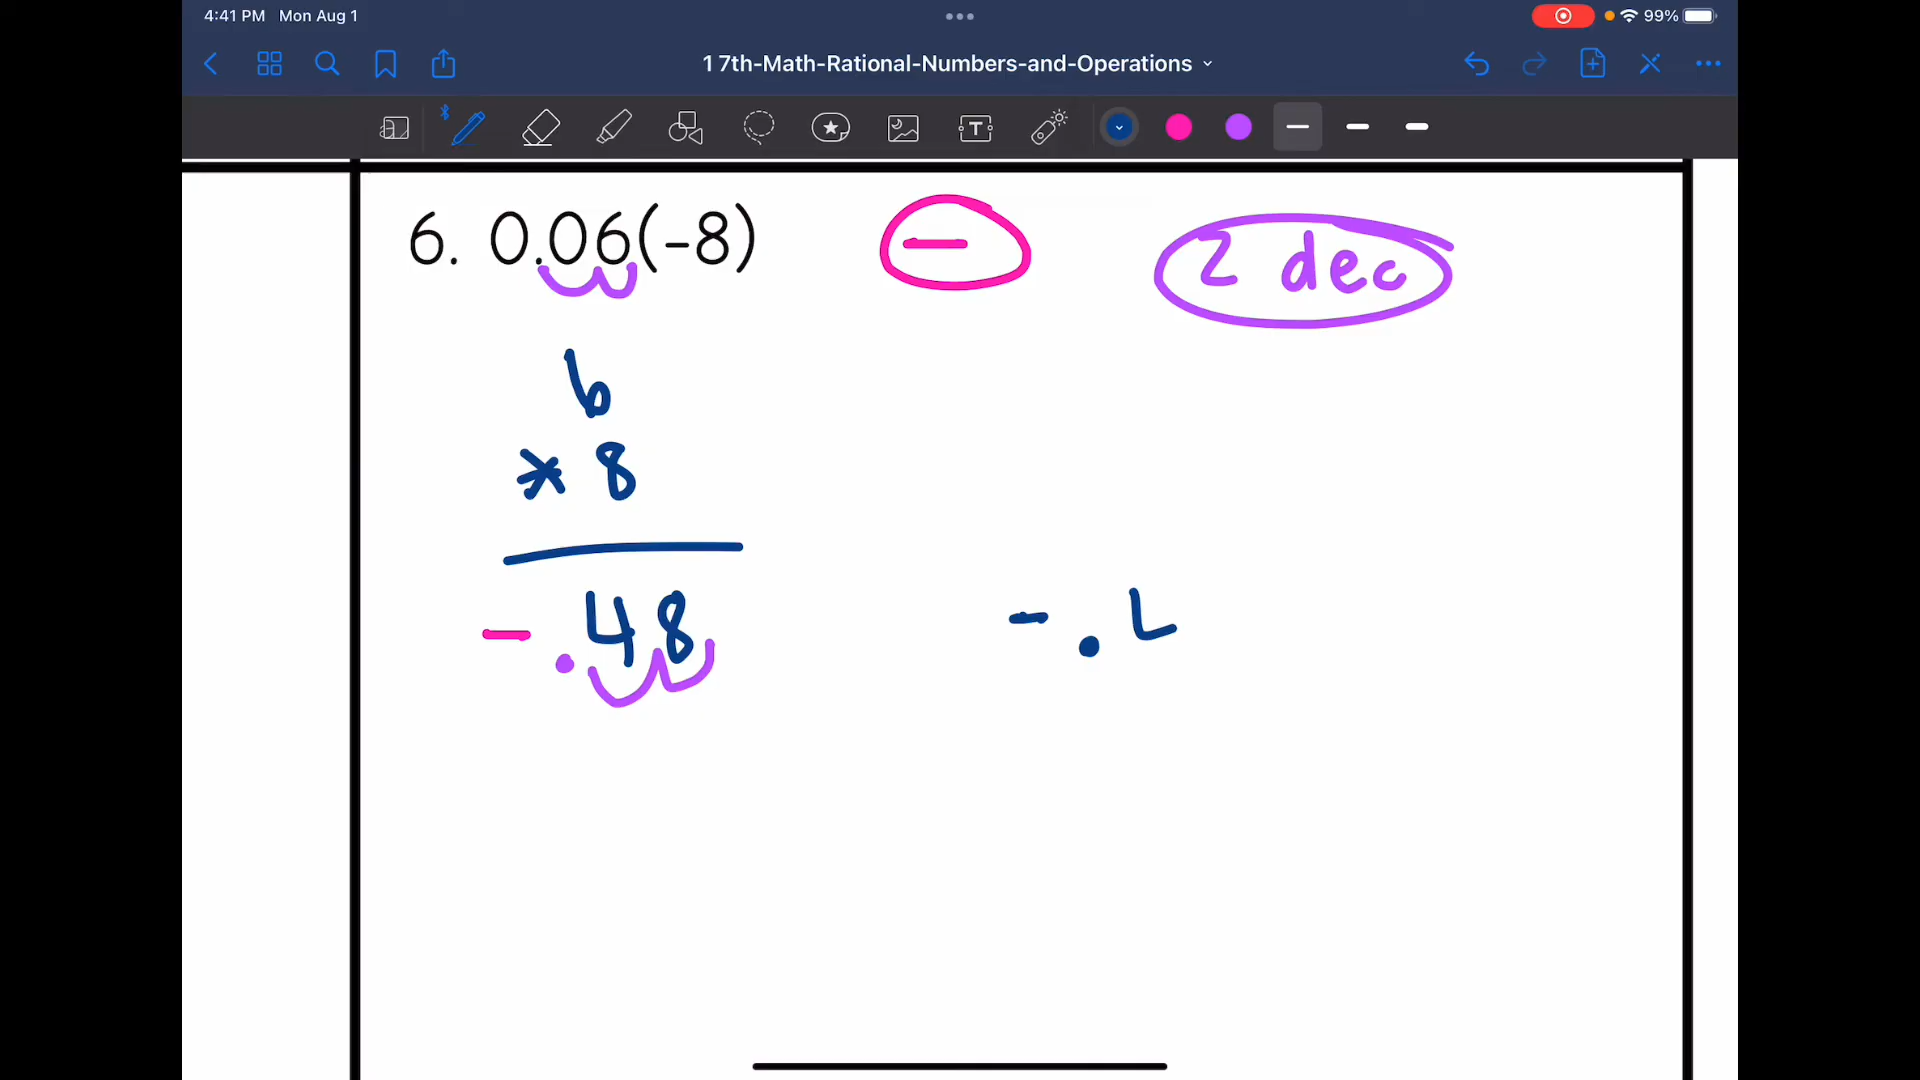 4:41 PM Mon Aug 1
99%
1 7th-Math-Rational-Numbers-and-Operations
T
6. 0.06(-8)
-
2 dec
6
* 8
- .48
- .